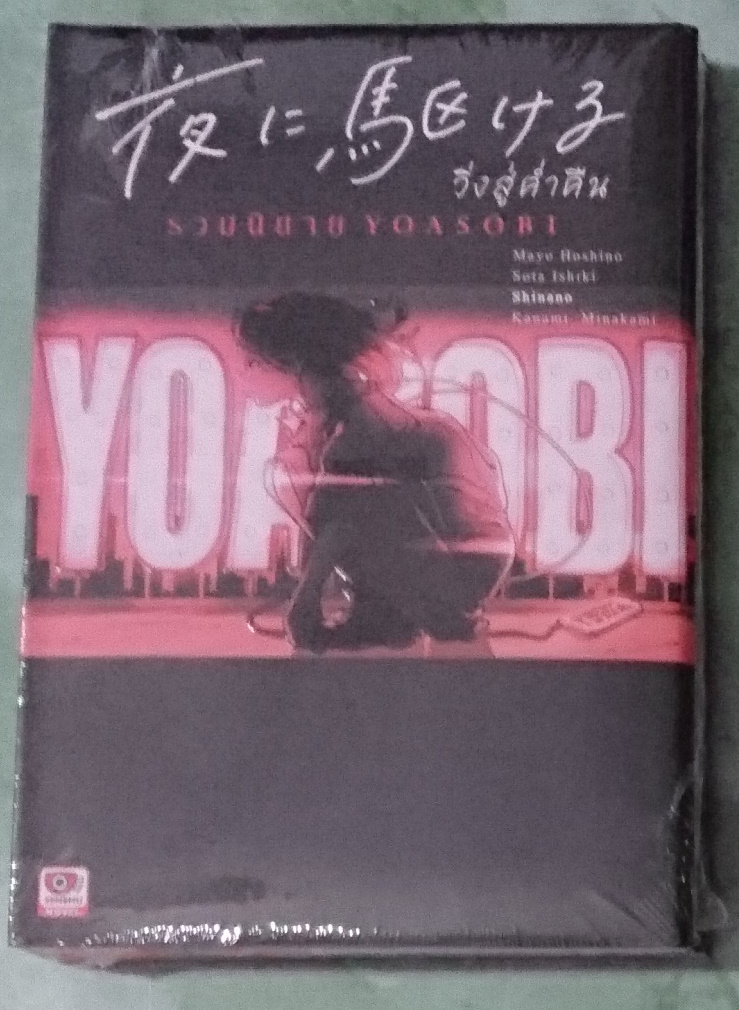 夜に駆ける
วิ่งสู่ค่ำคืน
รวมนิยาย YOASOBI
Mayo Hoshino
Sota Ishiki
Shinano
Kanami Minakami
YOASOBI